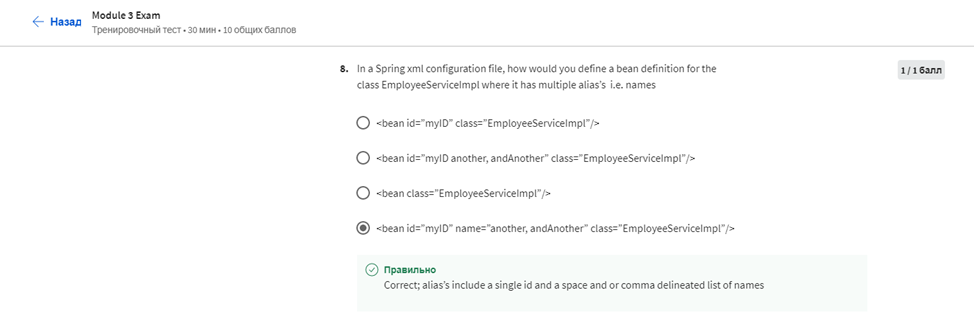 Назад
Module 3 Exam
Тренировочный тест • 30 мин • 10 общих баллов
8. In a Spring xml configuration file, how would you define a bean definition for the
class EmployeeServiceImpl where it has multiple alias’s i.e. names
1 / 1 балл
<bean id=”myID” class=”EmployeeServiceImpl”/>
<bean id=”myID another, andAnother” class=”EmployeeServiceImpl”/>
<bean class=”EmployeeServiceImpl”/>
<bean id=”myID” name=”another, andAnother” class=”EmployeeServiceImpl”/>
Правильно
Correct; alias’s include a single id and a space and or comma delineated list of names